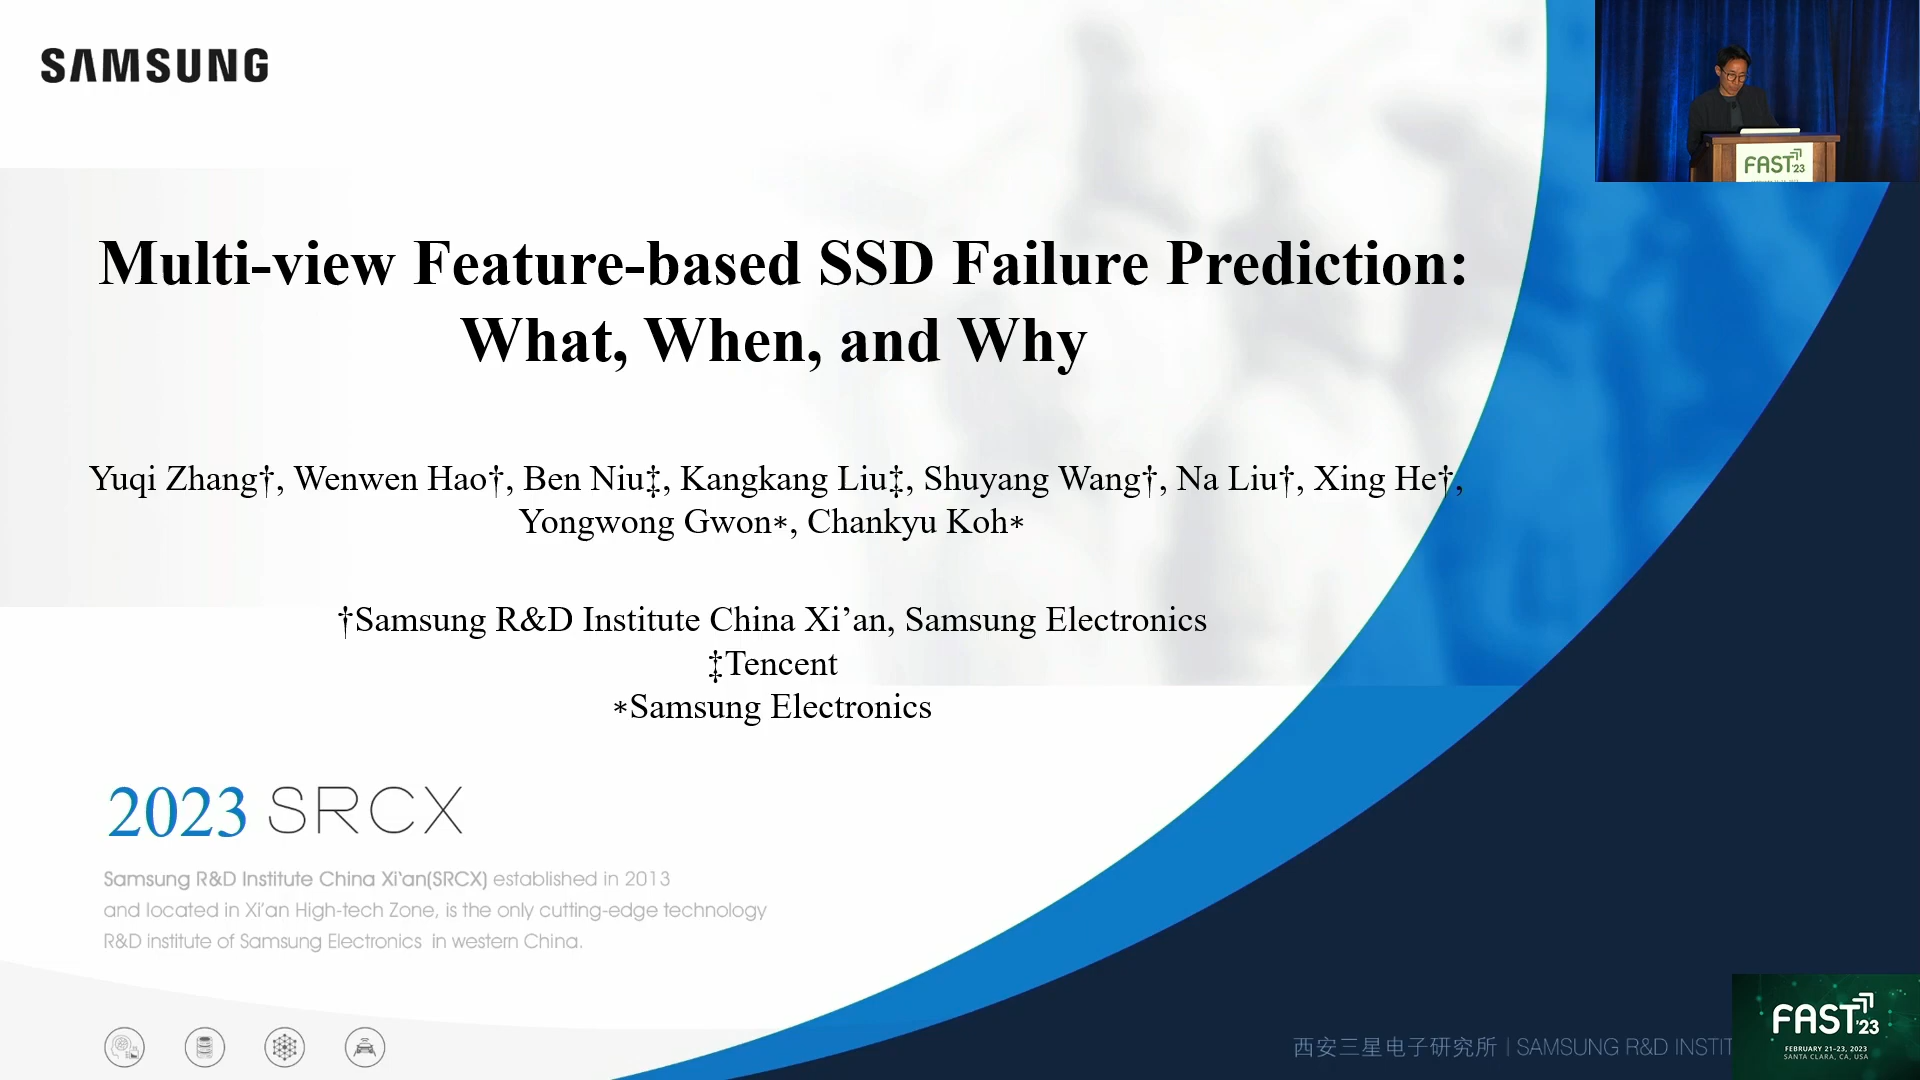 SAMSUNG
FAST'23
Multi-view Feature-based SSD Failure Prediction:
What, When, and Why
Yuqi Zhang†, Wenwen Hao†, Ben Niu‡, Kangkang Liu‡, Shuyang Wang†, Na Liu†, Xing He†,
Yongwong Gwon∗, Chankyu Koh∗
†Samsung R&D Institute China Xi’an, Samsung Electronics
‡Tencent
∗Samsung Electronics
2023 SRCX
Samsung R&D Institute China Xi'an(SRCX) established in 2013
and located in Xi'an High-tech Zone, is the only cutting-edge technology
R&D institute of Samsung Electronics in western China.
西安三星电子研究所 | SAMSUNG R&D INSTIT
FAST'23
FEBRUARY 21–23, 2023
SANTA CLARA, CA, USA